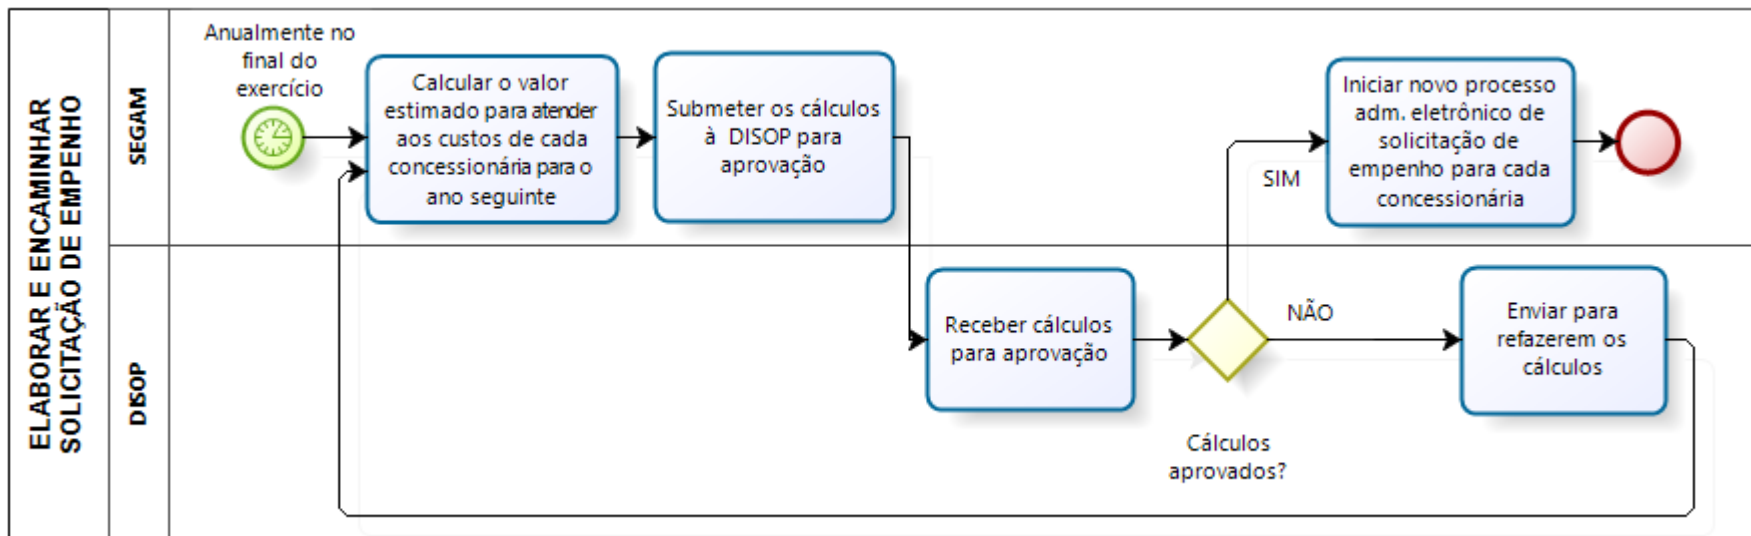 ELABORAR E ENCAMINHAR
SOLICITAÇÃO DE EMPENHO
SEGAM
Anualmente no
final do
exercício
Calcular o valor
estimado para atender
aos custos de cada
concessionária para o
ano seguinte
Submeter os cálculos
à DISOP para
aprovação
SIM
Iniciar novo processo
adm. eletrônico de
solicitação de
empenho para cada
concessionária
DISOP
Receber cálculos
para aprovação
Cálculos
aprovados?
NÃO
Enviar para
refazerem os
cálculos